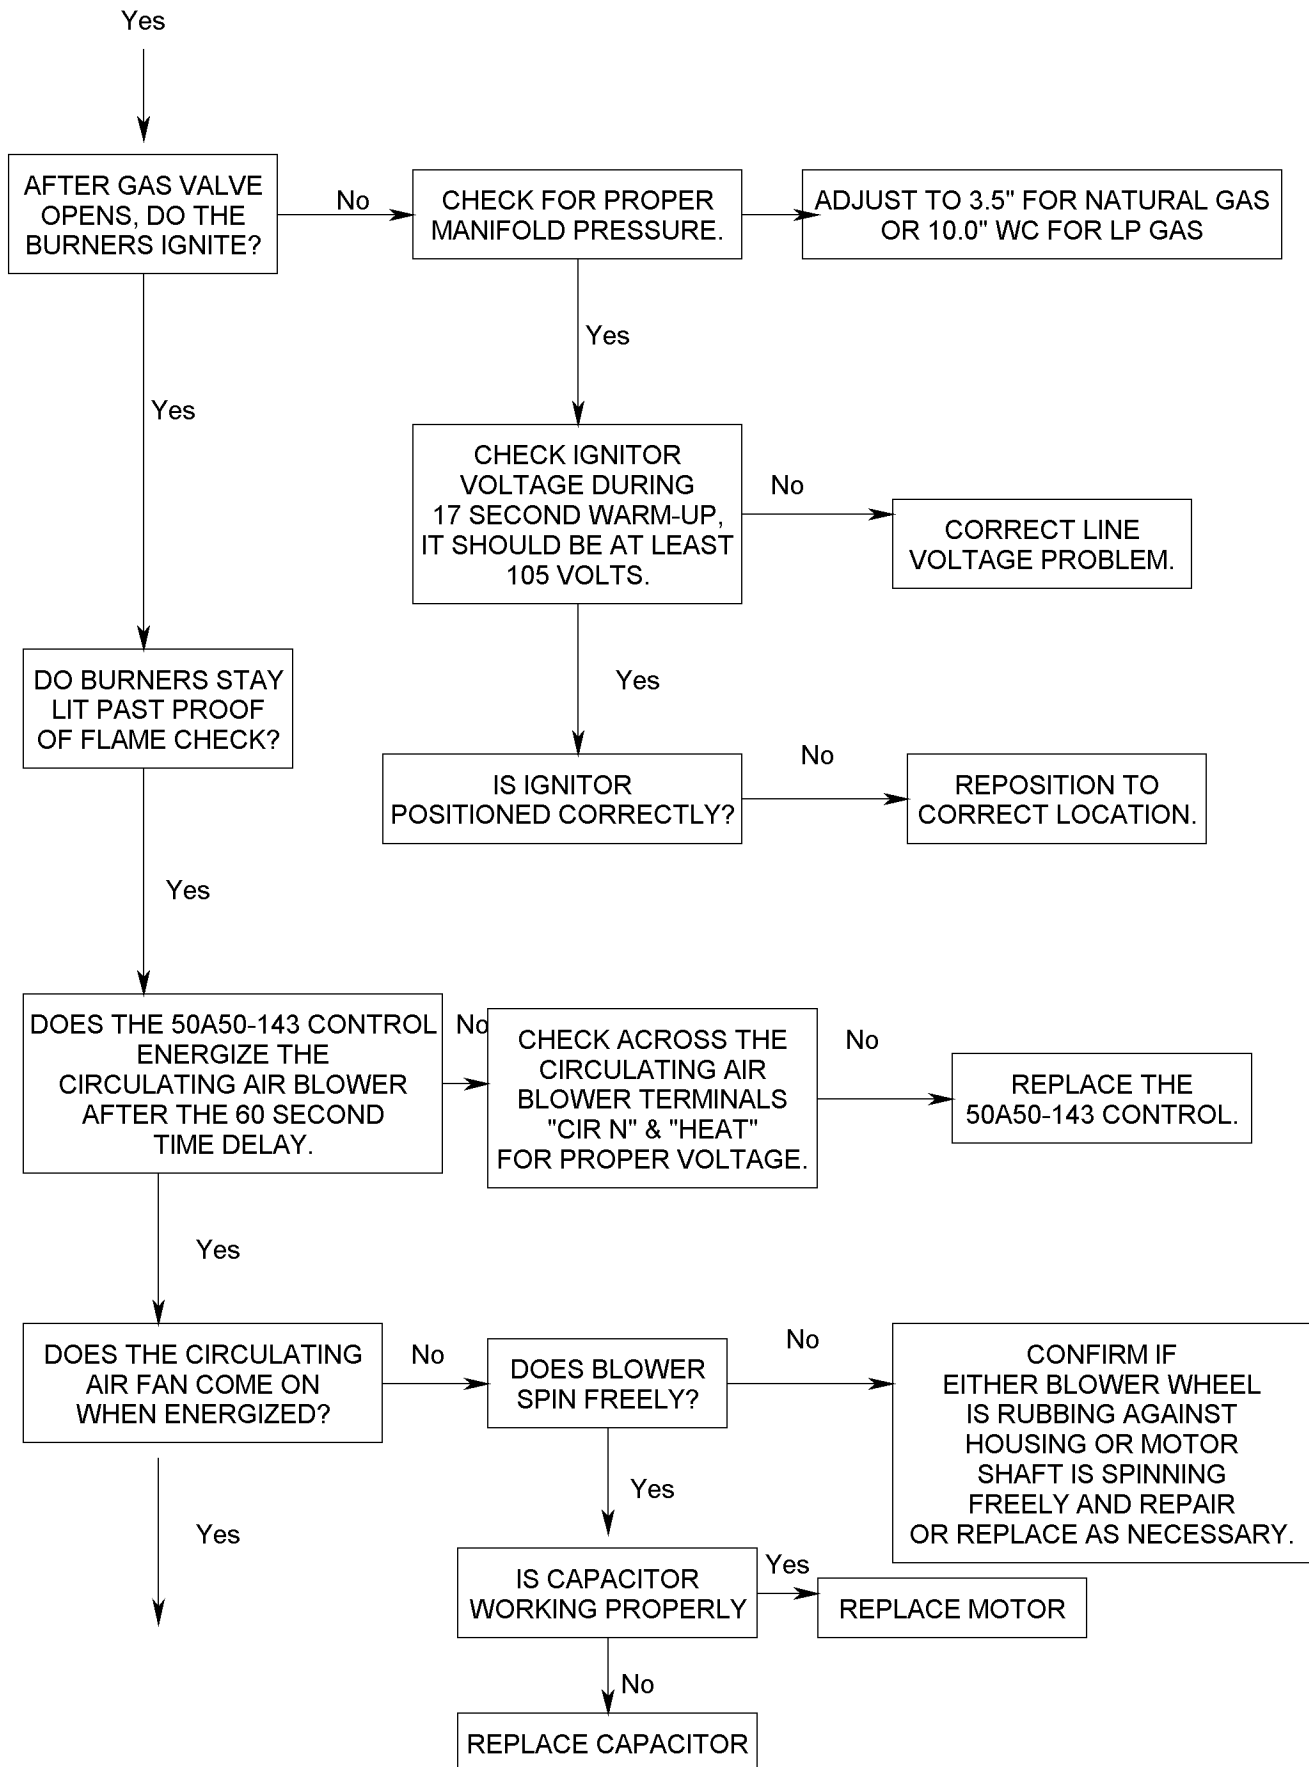 Yes
AFTER GAS VALVE
OPENS, DO THE
BURNERS IGNITE?
No
CHECK FOR PROPER
MANIFOLD PRESSURE.
ADJUST TO 3.5" FOR NATURAL GAS
OR 10.0" WC FOR LP GAS
Yes
Yes
CHECK IGNITOR
VOLTAGE DURING
17 SECOND WARM-UP,
IT SHOULD BE AT LEAST
105 VOLTS.
No
CORRECT LINE
VOLTAGE PROBLEM.
DO BURNERS STAY
LIT PAST PROOF
OF FLAME CHECK?
Yes
IS IGNITOR
POSITIONED CORRECTLY?
No
REPOSITION TO
CORRECT LOCATION.
Yes
DOES THE 50A50-143 CONTROL
ENERGIZE THE
CIRCULATING AIR BLOWER
AFTER THE 60 SECOND
TIME DELAY.
No
CHECK ACROSS THE
CIRCULATING AIR
BLOWER TERMINALS
"CIR N" & "HEAT"
FOR PROPER VOLTAGE.
No
REPLACE THE
50A50-143 CONTROL.
Yes
DOES THE CIRCULATING
AIR FAN COME ON
WHEN ENERGIZED?
No
DOES BLOWER
SPIN FREELY?
No
CONFIRM IF
EITHER BLOWER WHEEL
IS RUBBING AGAINST
HOUSING OR MOTOR
SHAFT IS SPINNING
FREELY AND REPAIR
OR REPLACE AS NECESSARY.
Yes
Yes
IS CAPACITOR
WORKING PROPERLY
Yes
REPLACE MOTOR
No
REPLACE CAPACITOR